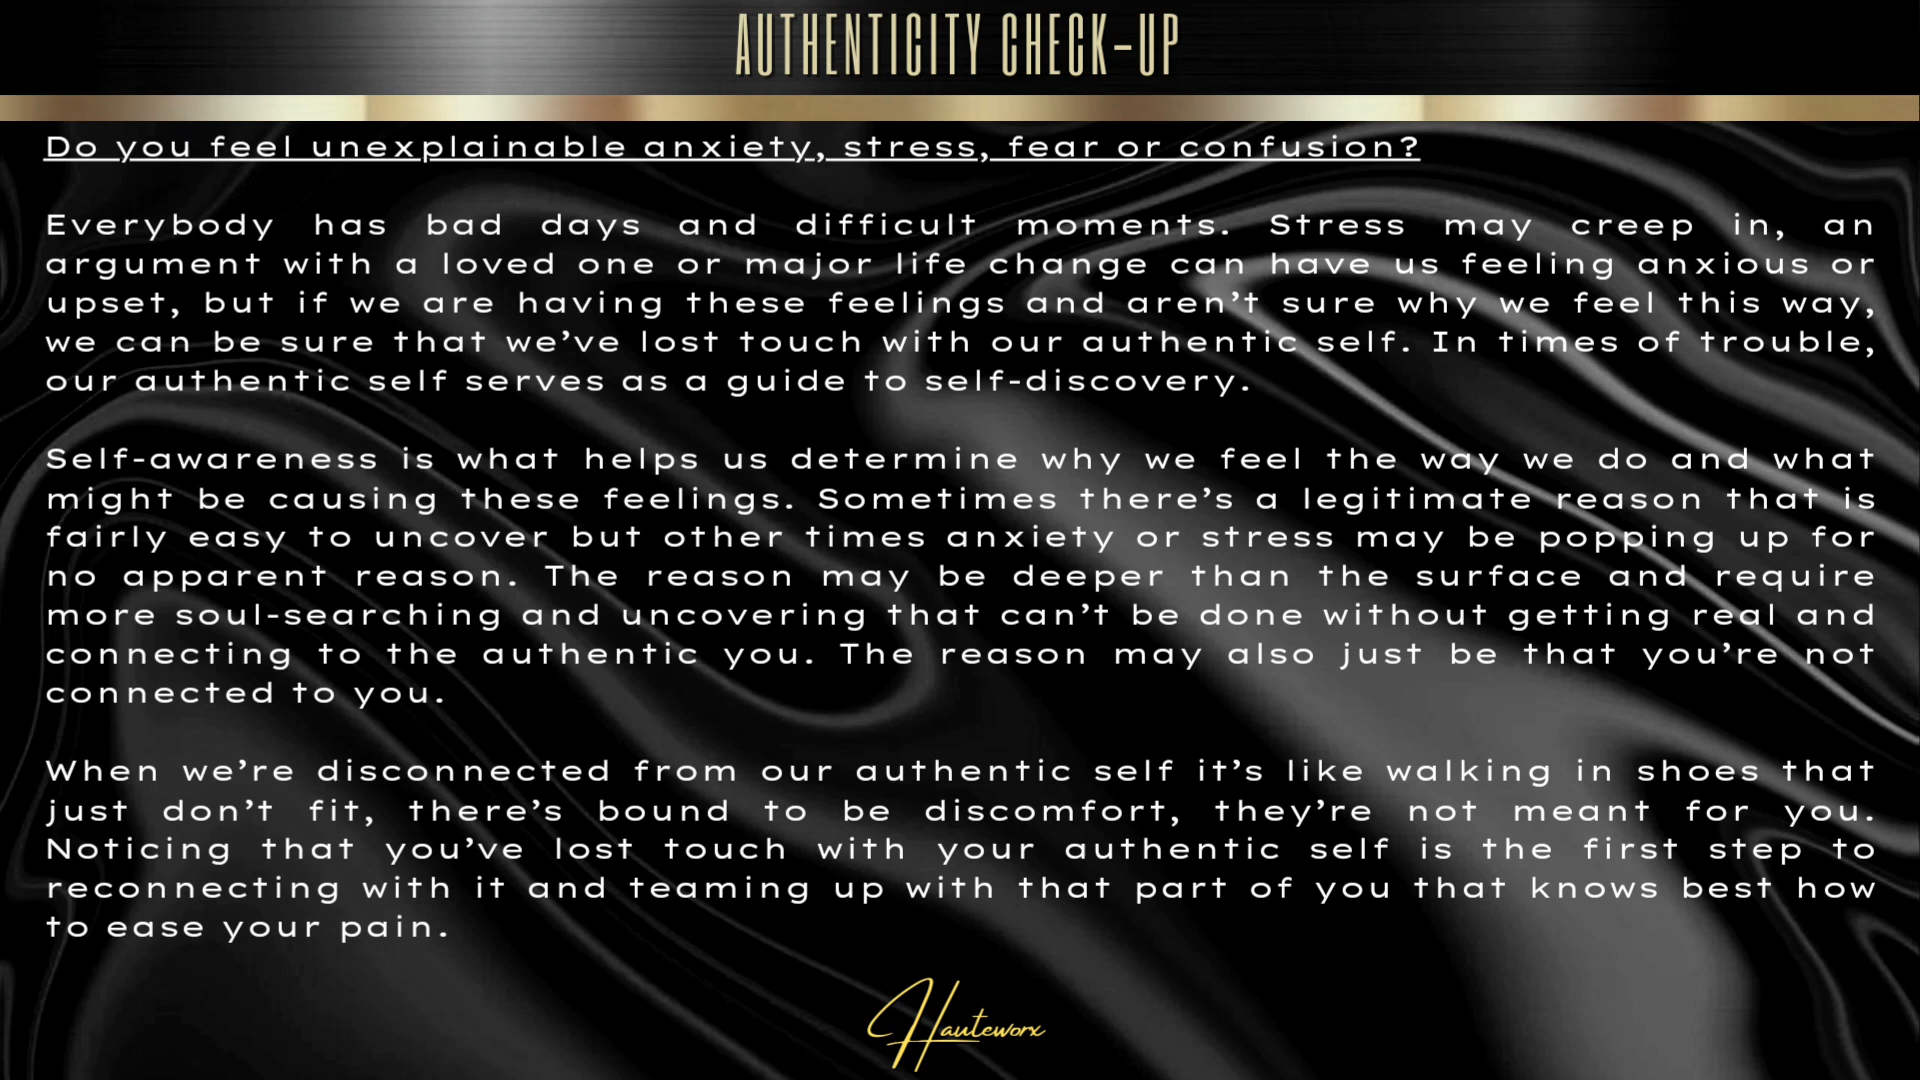 AUTHENTICITY CHECK-UP
Do you feel unexplainable anxiety, stress, fear or confusion?
Everybody has bad days and difficult moments. Stress may creep in, an
argument with a loved one or major life change can have us feeling anxious or
upset, but if we are having these feelings and aren’t sure why we feel this way,
we can be sure that we’ve lost touch with our authentic self. In times of trouble,
our authentic self serves as a guide to self-discovery.
Self-awareness is what helps us determine why we feel the way we do and what
might be causing these feelings. Sometimes there’s a legitimate reason that is
fairly easy to uncover but other times anxiety or stress may be popping up for
no apparent reason. The reason may be deeper than the surface and require
more soul-searching and uncovering that can’t be done without getting real and
connecting to the authentic you. The reason may also just be that you’re not
connected to you.
When we’re disconnected from our authentic self it’s like walking in shoes that
just don’t fit, there’s bound to be discomfort, they’re not meant for you.
Noticing that you’ve lost touch with your authentic self is the first step to
reconnecting with it and teaming up with that part of you that knows best how
to ease your pain.
Hauteworx